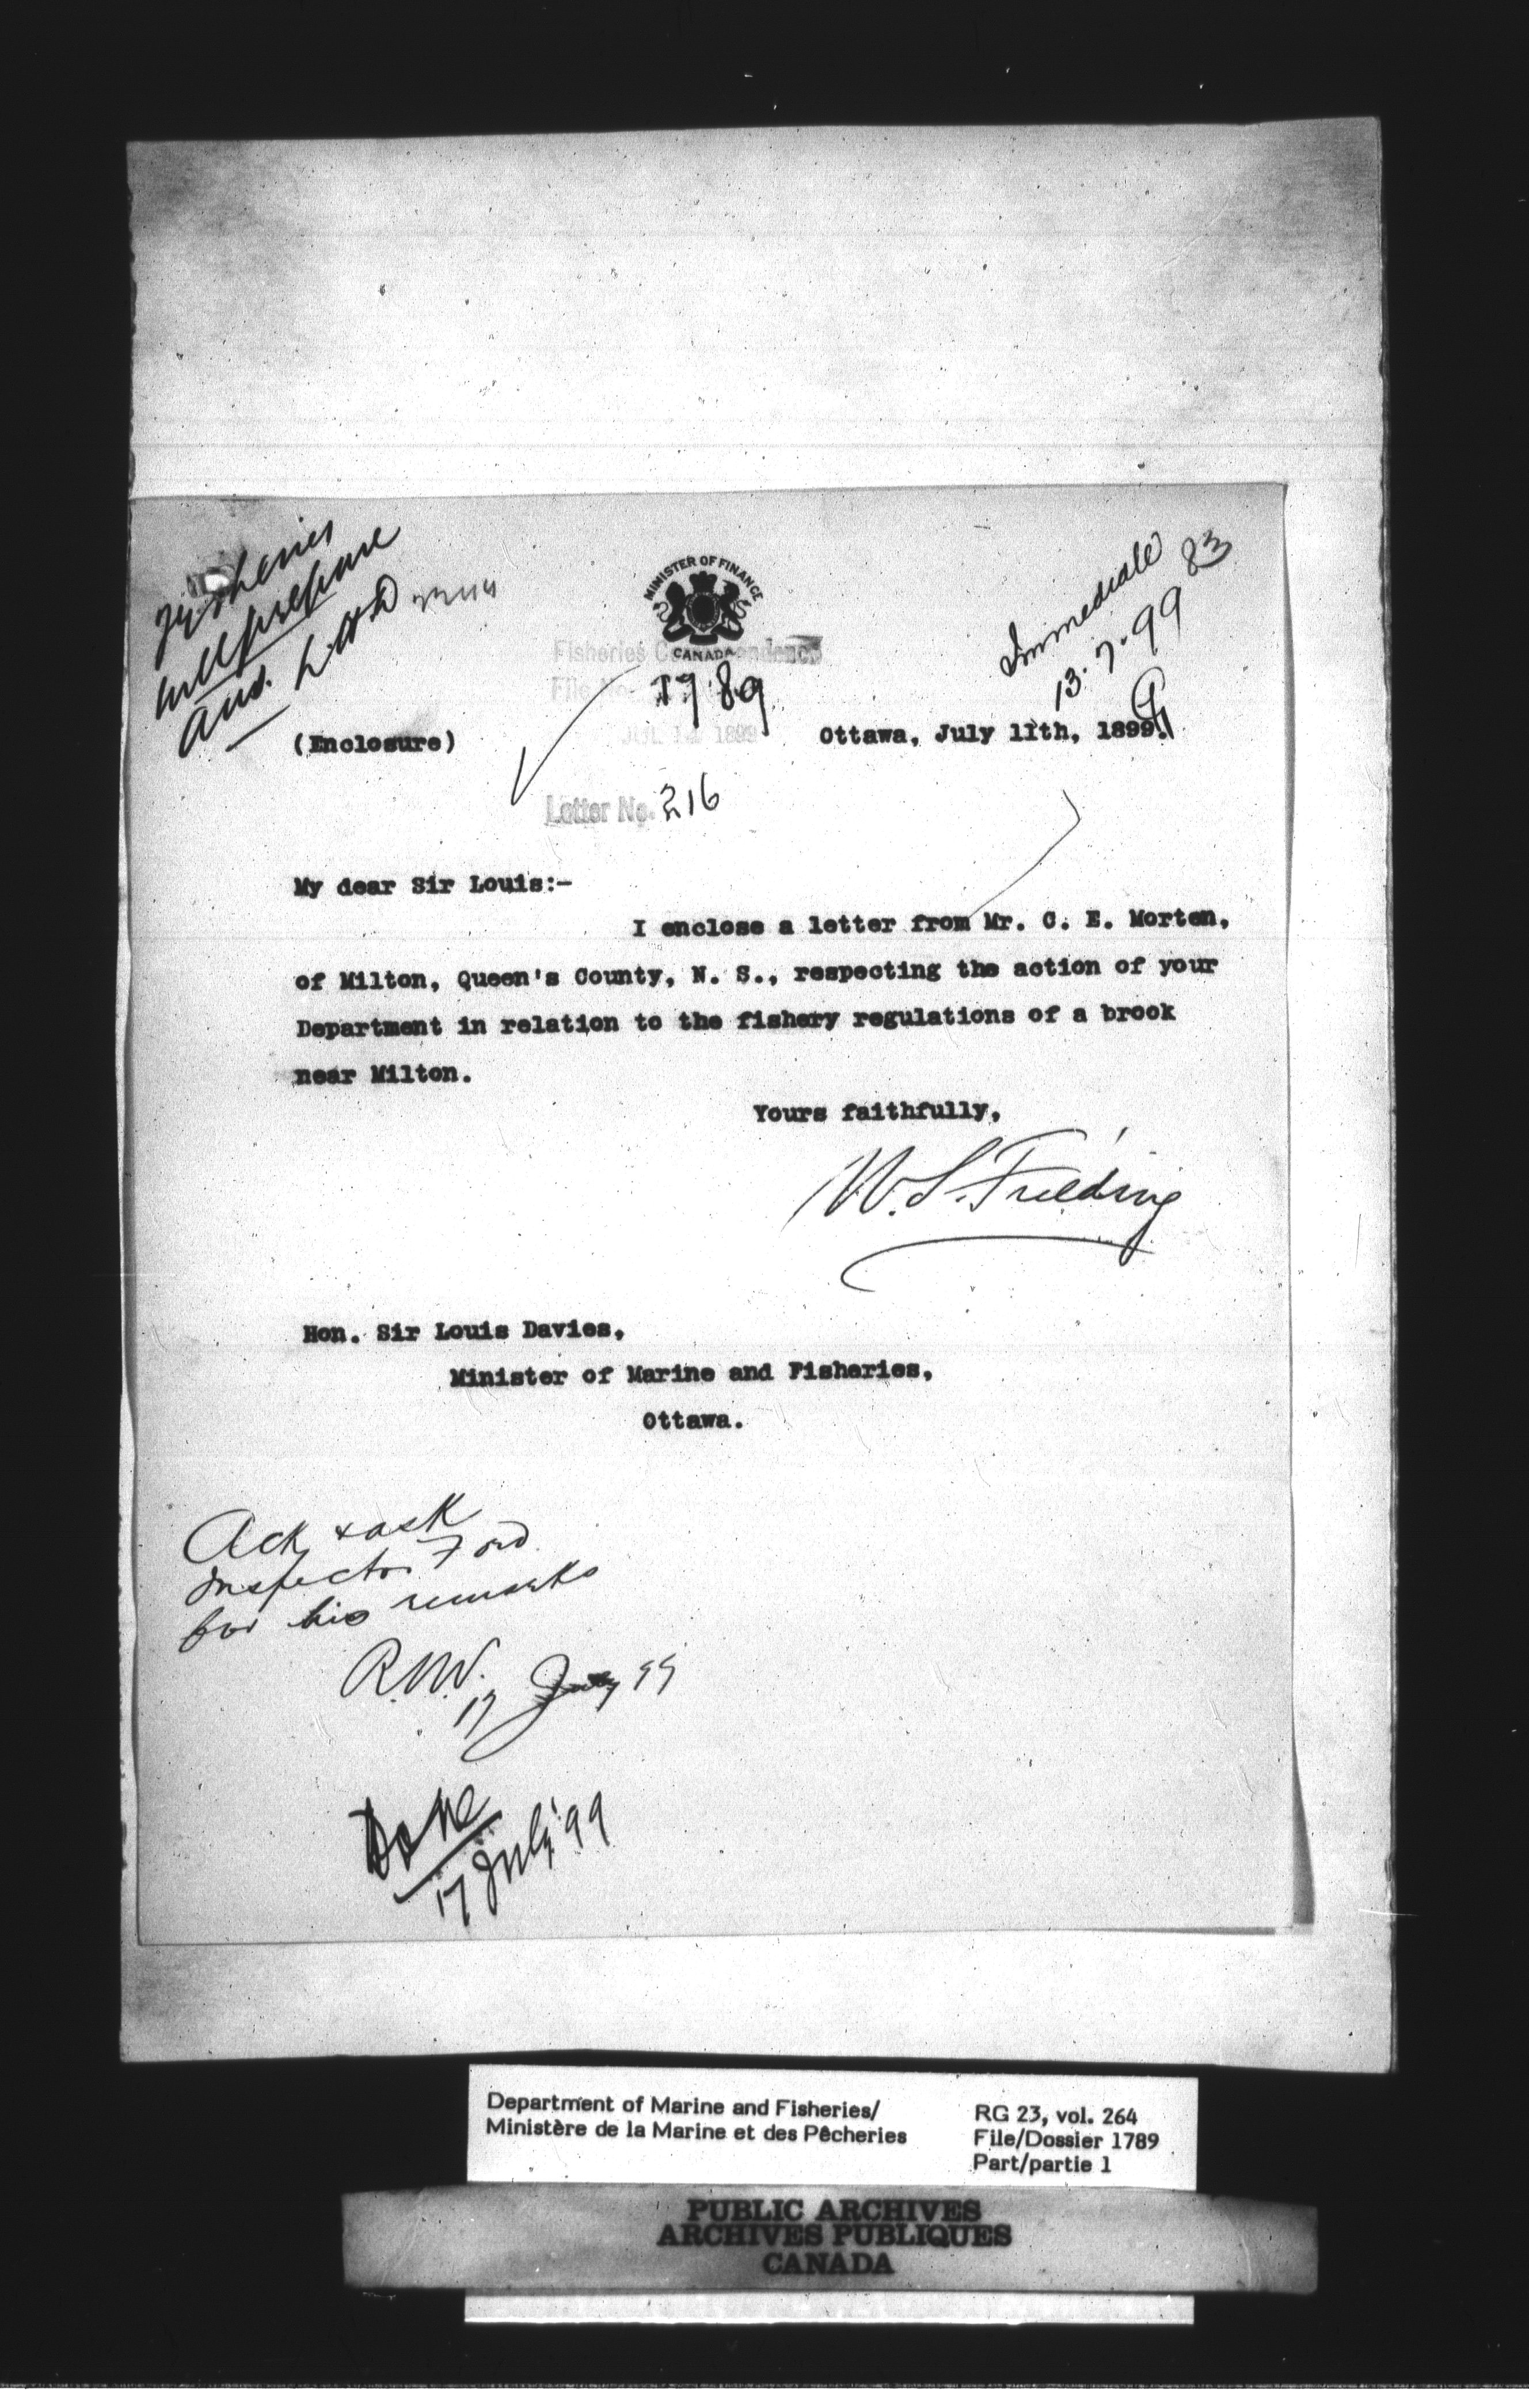 Fisheries
will prepare
Ans.
Immediate 83
13.7.99
MINISTER OF FINANCE
CANADA
Fisheries Correspondence
File No. 1789
JUL 14 1899
(Enclosure)
Ottawa, July 11th, 1899.
Letter No. 216
My dear Sir Louis:-
I enclose a letter from Mr. C. E. Morten,
of Milton, Queen's County, N. S., respecting the action of your
Department in relation to the fishery regulations of a brook
near Milton.
Yours faithfully,
W. S. Fielding
Hon. Sir Louis Davies,
Minister of Marine and Fisheries,
Ottawa.
Ack & ask
Inspector Ford
for his remarks
R.N.V.
17 July 99
Done
17 July '99
Department of Marine and Fisheries/
Ministère de la Marine et des Pêcheries
RG 23, vol. 264
File/Dossier 1789
Part/partie 1
PUBLIC ARCHIVES
ARCHIVES PUBLIQUES
CANADA